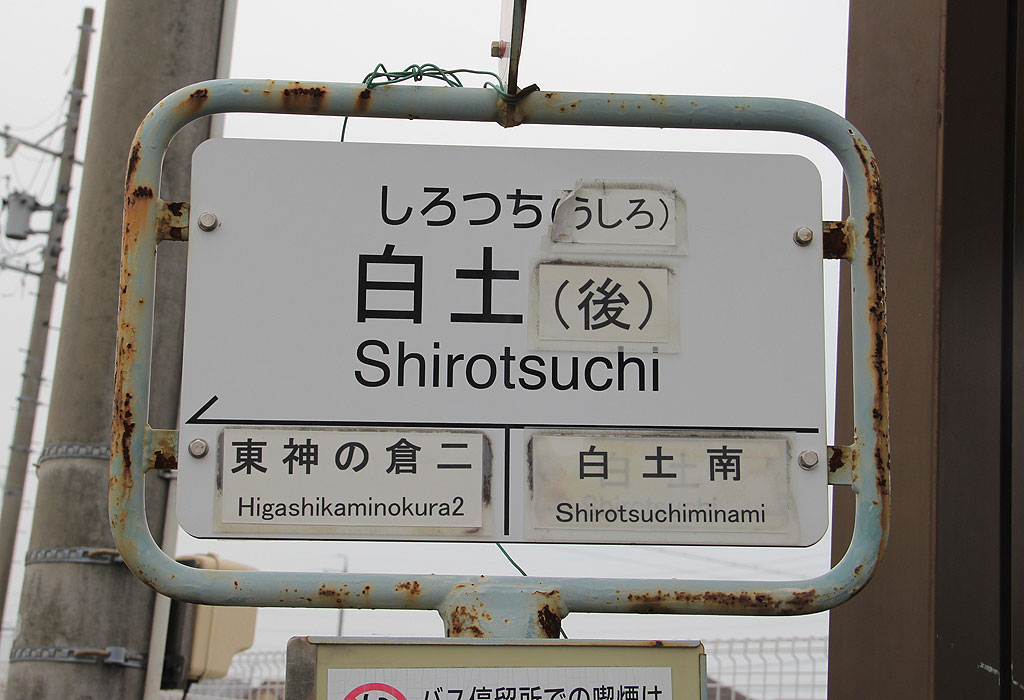 しろつち(うしろ)
白土(後)
Shirotsuchi
東神の倉二
Higashikaminokura2
白土南
Shirotsuchiminami
バス停留所での喫煙は